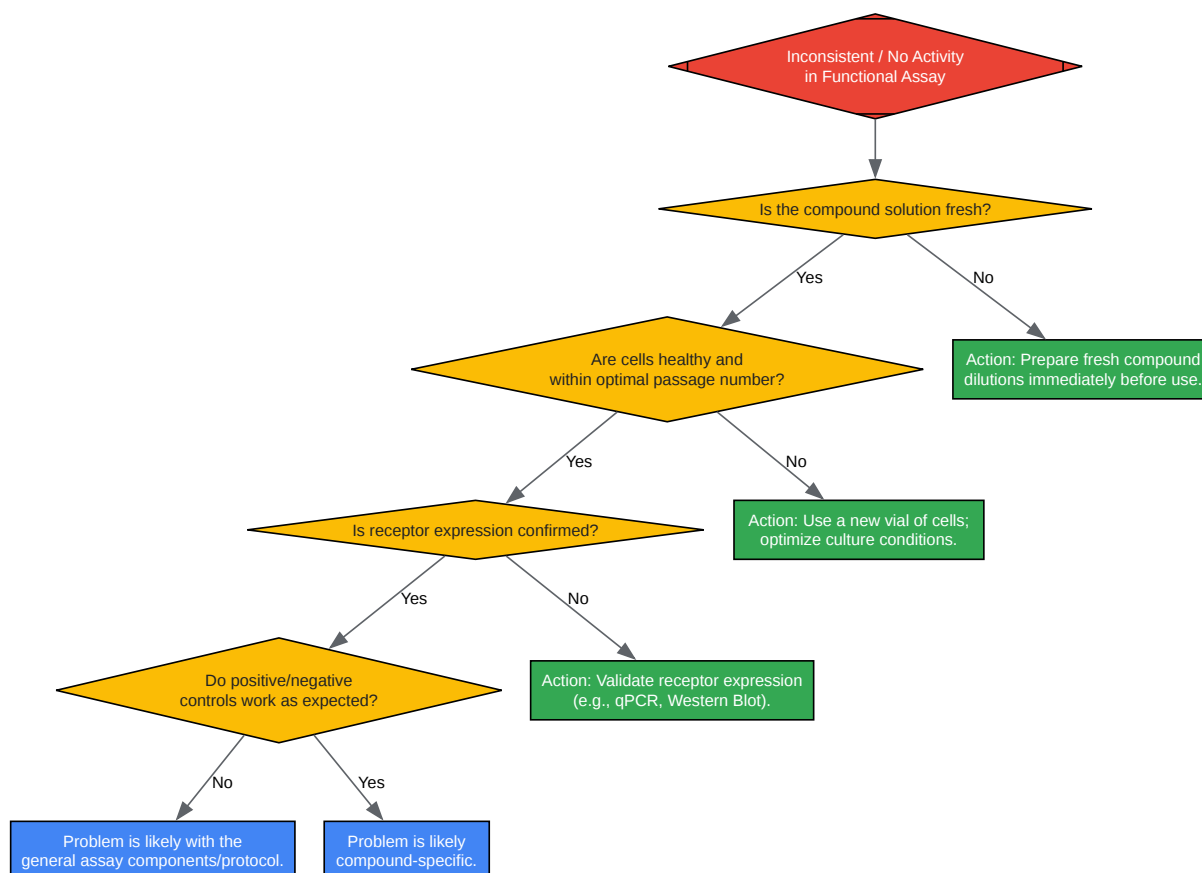 Inconsistent / No Activity
in Functional Assay
Is the compound solution fresh?
Yes
No
Are cells healthy and
within optimal passage number?
Action: Prepare fresh compound
dilutions immediately before use.
Yes
No
Is receptor expression confirmed?
Action: Use a new vial of cells;
optimize culture conditions.
Yes
No
Do positive/negative
controls work as expected?
Action: Validate receptor expression
(e.g., qPCR, Western Blot).
No
Yes
Problem is likely with the
general assay components/protocol.
Problem is likely
compound-specific.